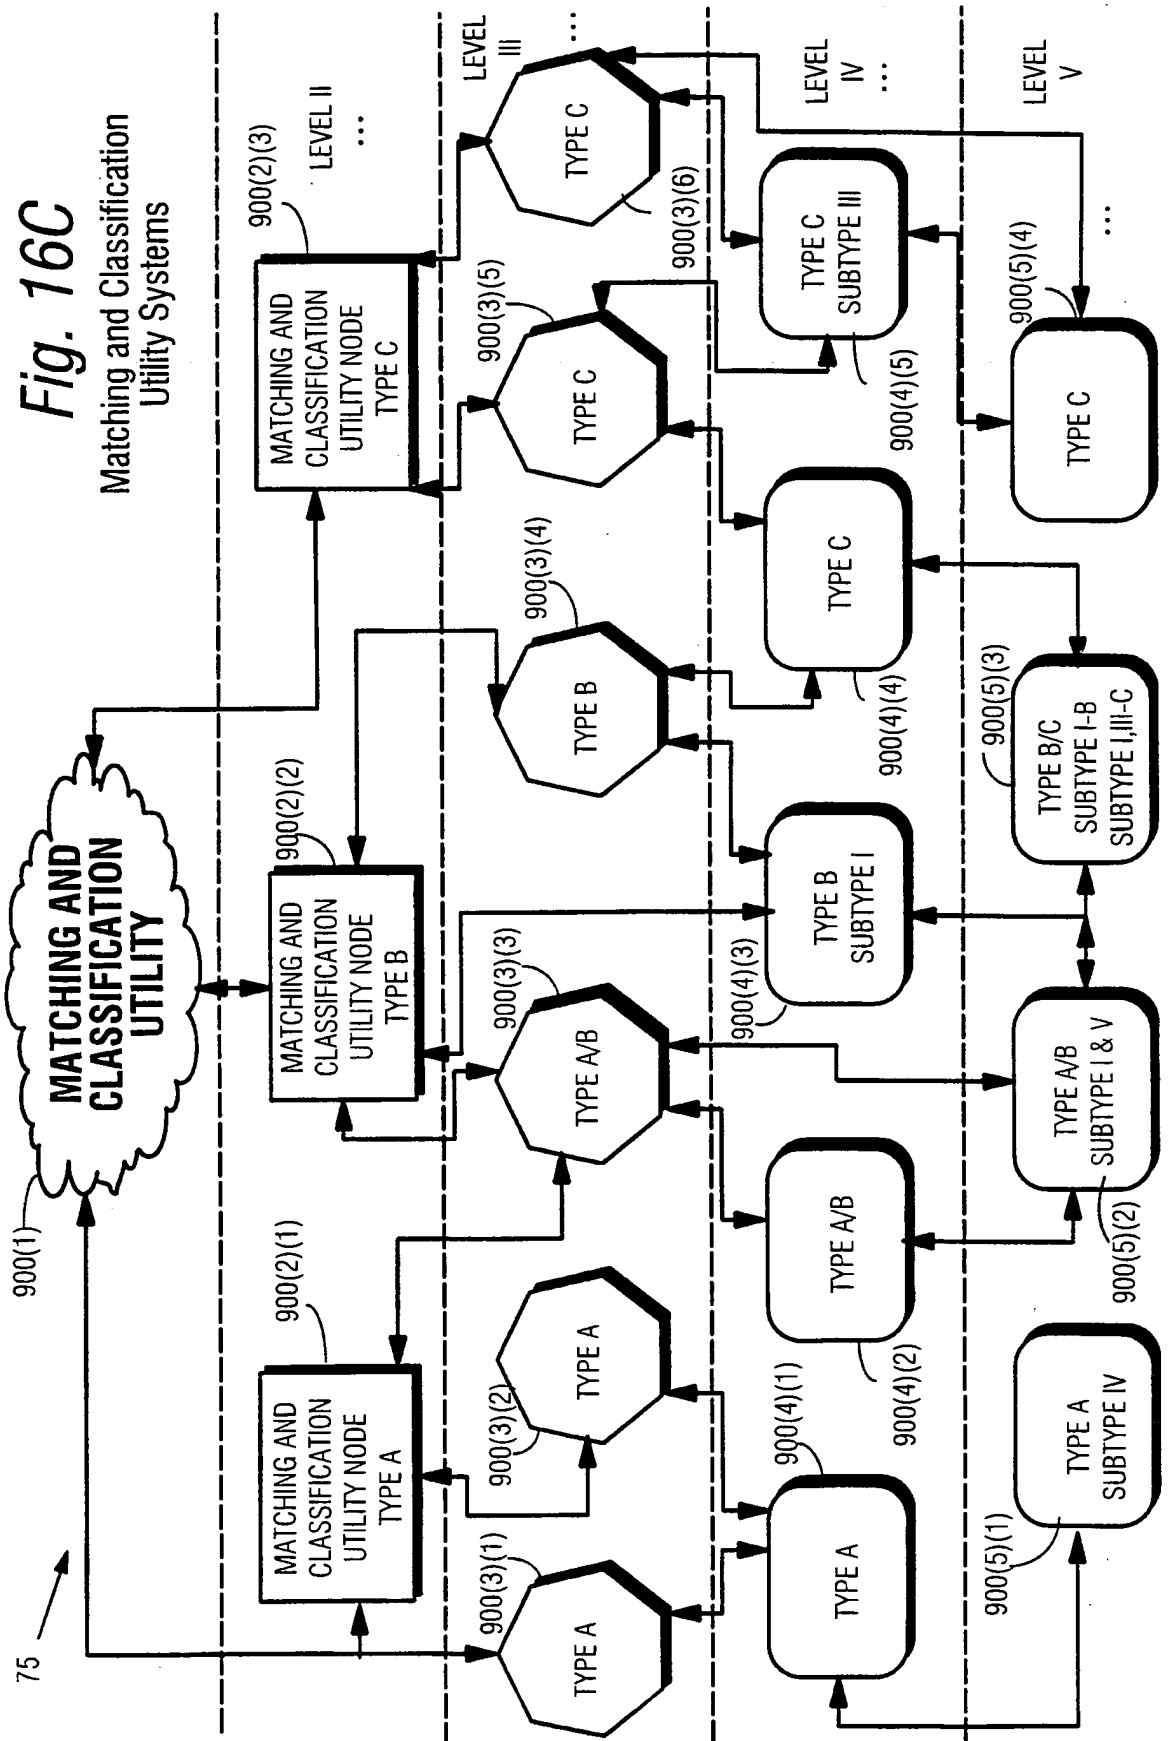 Fig. 16C
Matching and Classification
Utility Systems
75
900(1)
MATCHING AND
CLASSIFICATION
UTILITY
LEVEL II
...
900(2)(1)
MATCHING AND
CLASSIFICATION
UTILITY NODE
TYPE A
900(2)(2)
MATCHING AND
CLASSIFICATION
UTILITY NODE
TYPE B
900(2)(3)
MATCHING AND
CLASSIFICATION
UTILITY NODE
TYPE C
LEVEL
III
...
900(3)(1)
TYPE A
900(3)(2)
TYPE A
900(3)(3)
TYPE A/B
900(3)(4)
TYPE B
900(3)(5)
TYPE C
900(3)(6)
TYPE C
LEVEL
IV
...
900(4)(1)
TYPE A
900(4)(2)
TYPE A/B
900(4)(3)
TYPE B
SUBTYPE I
900(4)(4)
TYPE C
900(4)(5)
TYPE C
SUBTYPE III
LEVEL
V
...
900(5)(1)
TYPE A
SUBTYPE IV
900(5)(2)
TYPE A/B
SUBTYPE I & V
900(5)(3)
TYPE B/C
SUBTYPE I-B
SUBTYPE I,III-C
900(5)(4)
TYPE C